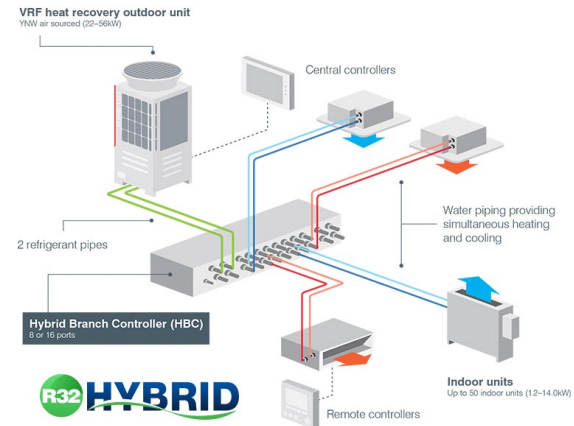 VRF heat recovery outdoor unit
YNW air sourced (22–56kW)
Central controllers
Water piping providing
simultaneous heating
and cooling
2 refrigerant pipes
Hybrid Branch Controller (HBC)
8 or 16 ports
Indoor units
Up to 50 indoor units (1.2–14.0kW)
R32 HYBRID
Remote controllers